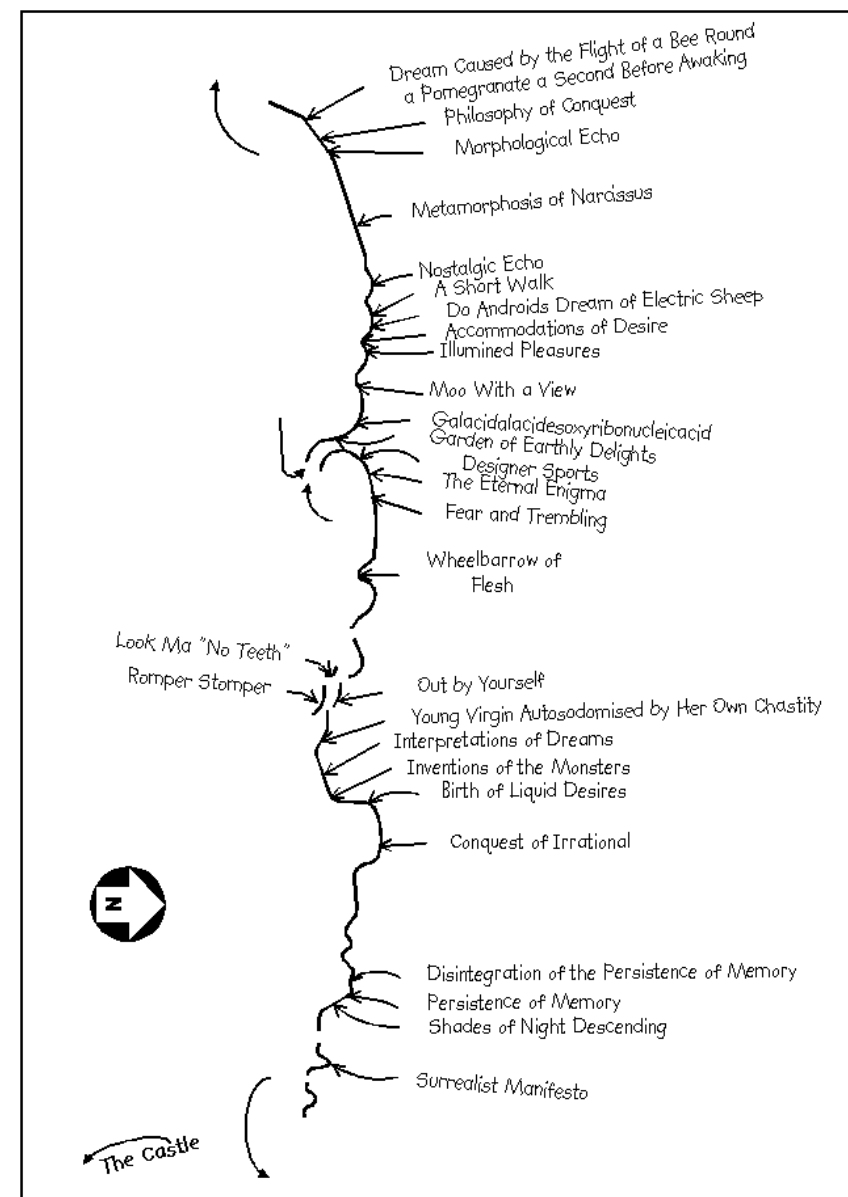 Dream Caused by the Flight of a Bee Round
a Pomegranate a Second Before Awaking
Philosophy of Conquest
Morphological Echo
Metamorphosis of Narcissus
Nostalgic Echo
A Short Walk
Do Androids Dream of Electric Sheep
Accommodations of Desire
Illumined Pleasures
Moo With a View
Galacidalacidesoxyribonucleicacid
Garden of Earthly Delights
Designer Sports
The Eternal Enigma
Fear and Trembling
Wheelbarrow of
Flesh
Look Ma "No Teeth"
Romper Stomper
Out by Yourself
Young Virgin Autosodomised by Her Own Chastity
Interpretations of Dreams
Inventions of the Monsters
Birth of Liquid Desires
Conquest of Irrational
N
Disintegration of the Persistence of Memory
Persistence of Memory
Shades of Night Descending
Surrealist Manifesto
The Castle